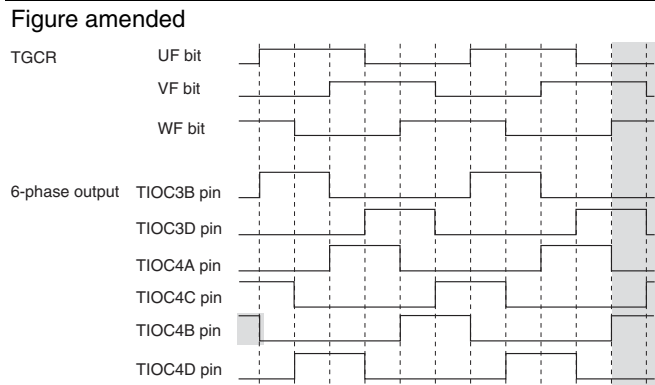 Figure amended
TGCR UF bit
VF bit
WF bit
6-phase output TIOC3B pin
TIOC3D pin
TIOC4A pin
TIOC4C pin
TIOC4B pin
TIOC4D pin